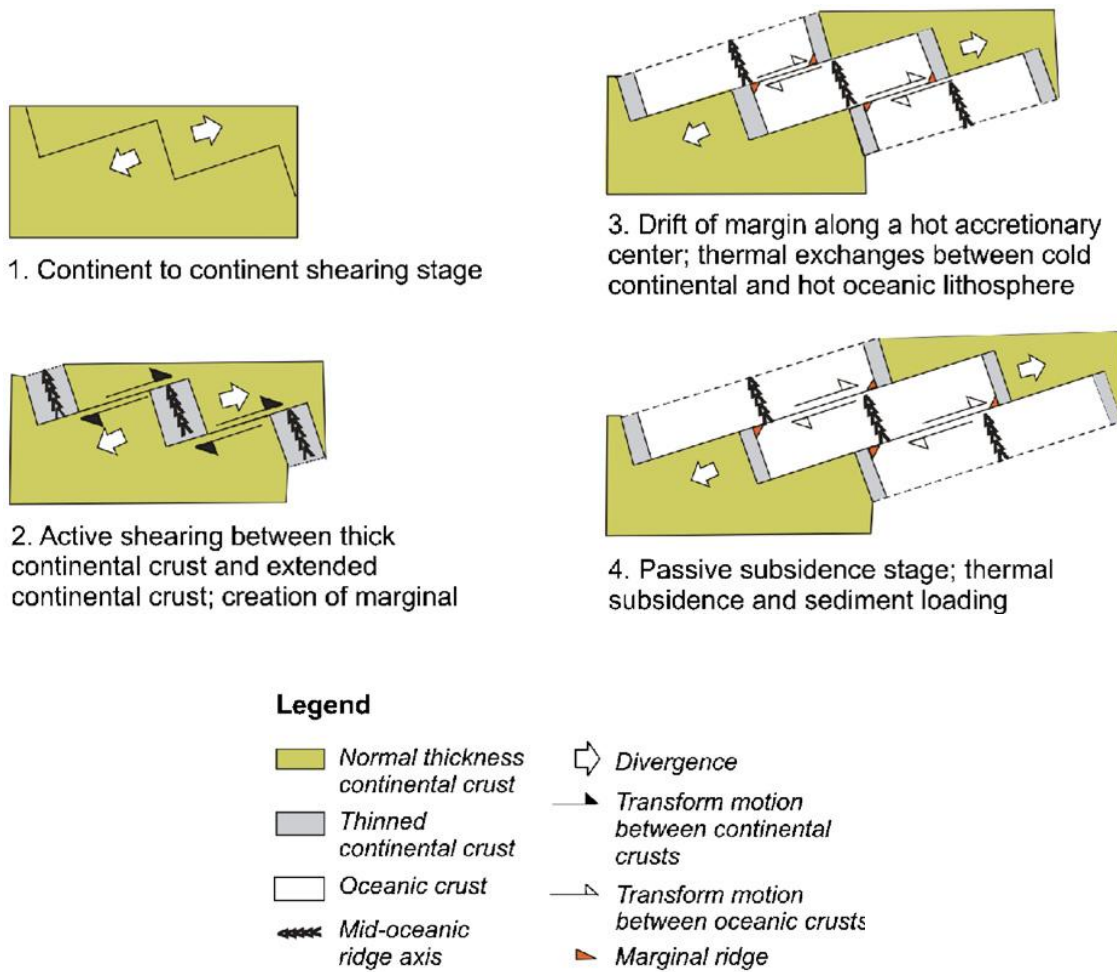 1. Continent to continent shearing stage
2. Active shearing between thick
continental crust and extended
continental crust; creation of marginal
3. Drift of margin along a hot accretionary
center; thermal exchanges between cold
continental and hot oceanic lithosphere
4. Passive subsidence stage; thermal
subsidence and sediment loading
Legend
Normal thickness
continental crust
Thinned
continental crust
Oceanic crust
Mid-oceanic
ridge axis
Divergence
Transform motion
between continental
crusts
Transform motion
between oceanic crusts
Marginal ridge